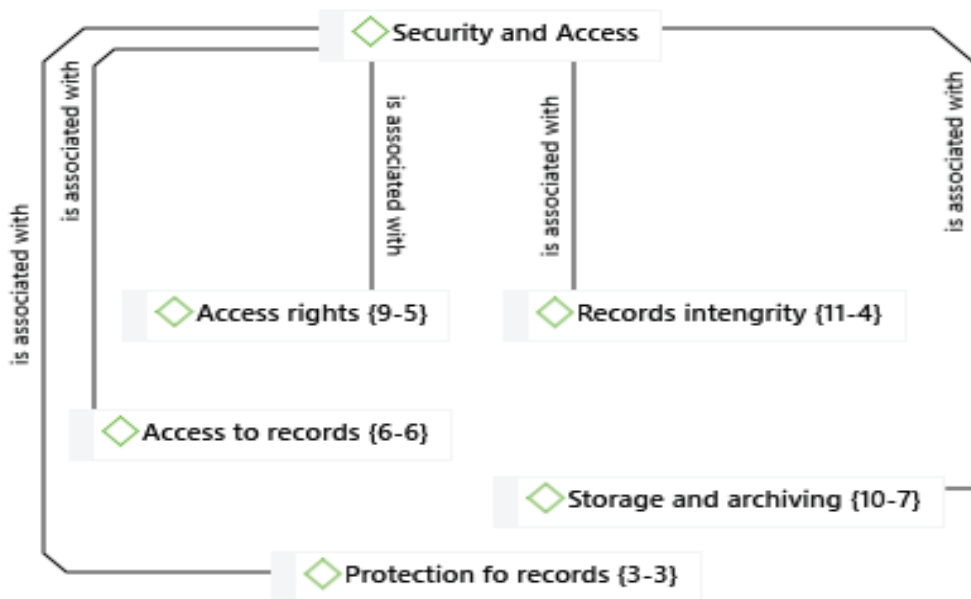 Security and Access
is associated with
is associated with
is associated with
is associated with
is associated with
Access rights {9-5}
Records intengrity {11-4}
Access to records {6-6}
Storage and archiving {10-7}
Protection fo records {3-3}